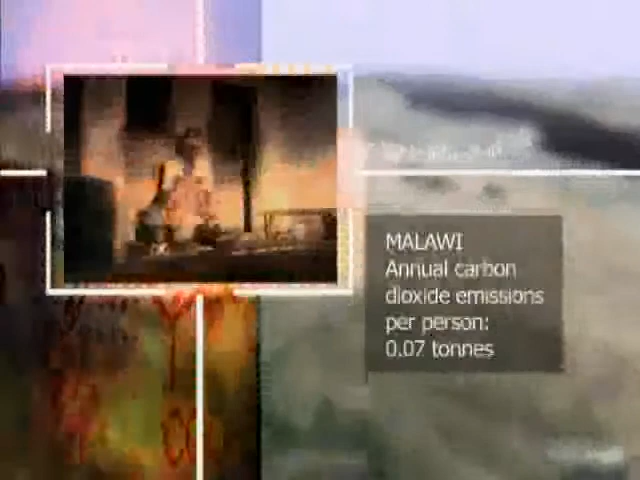 MALAWI
Annual carbon
dioxide emissions
per person:
0.07 tonnes